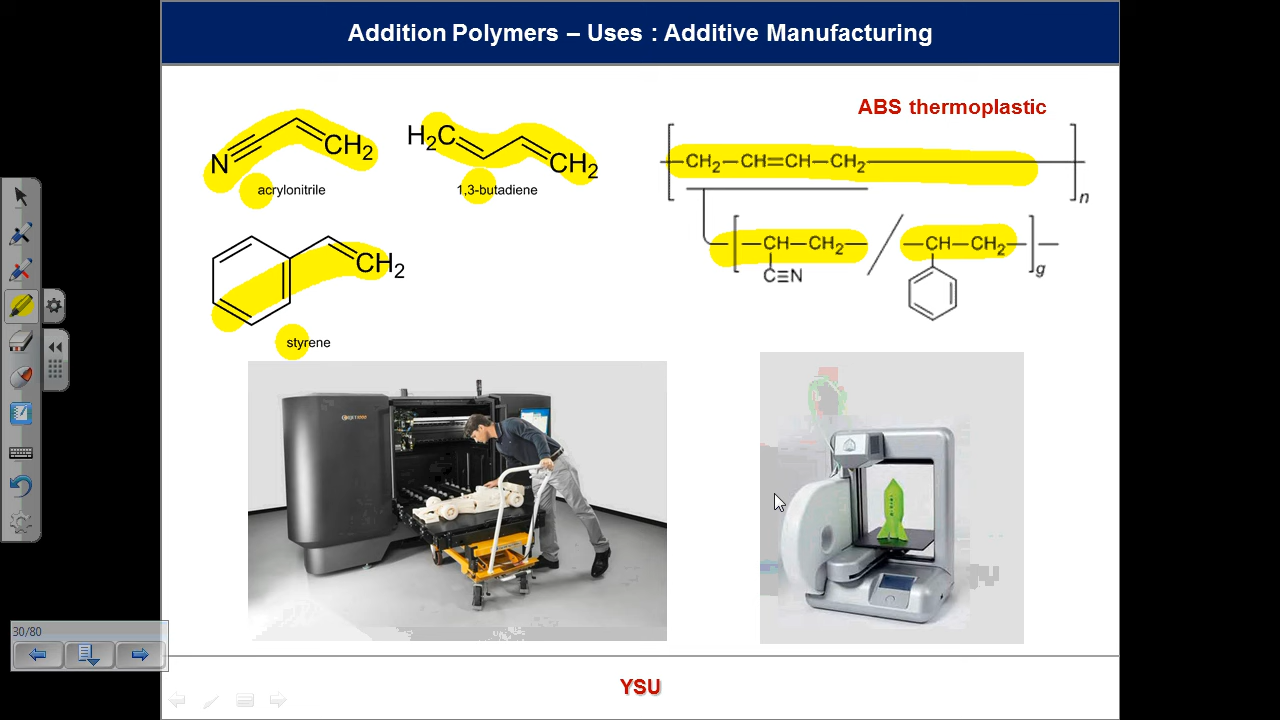 Addition Polymers – Uses : Additive Manufacturing
ABS thermoplastic
N CH2
H2C CH2
CH2–CH=CH–CH2
n
acrylonitrile
1,3-butadiene
CH–CH2 CH–CH2
C≡N
g
CH2
styrene
30/80
YSU